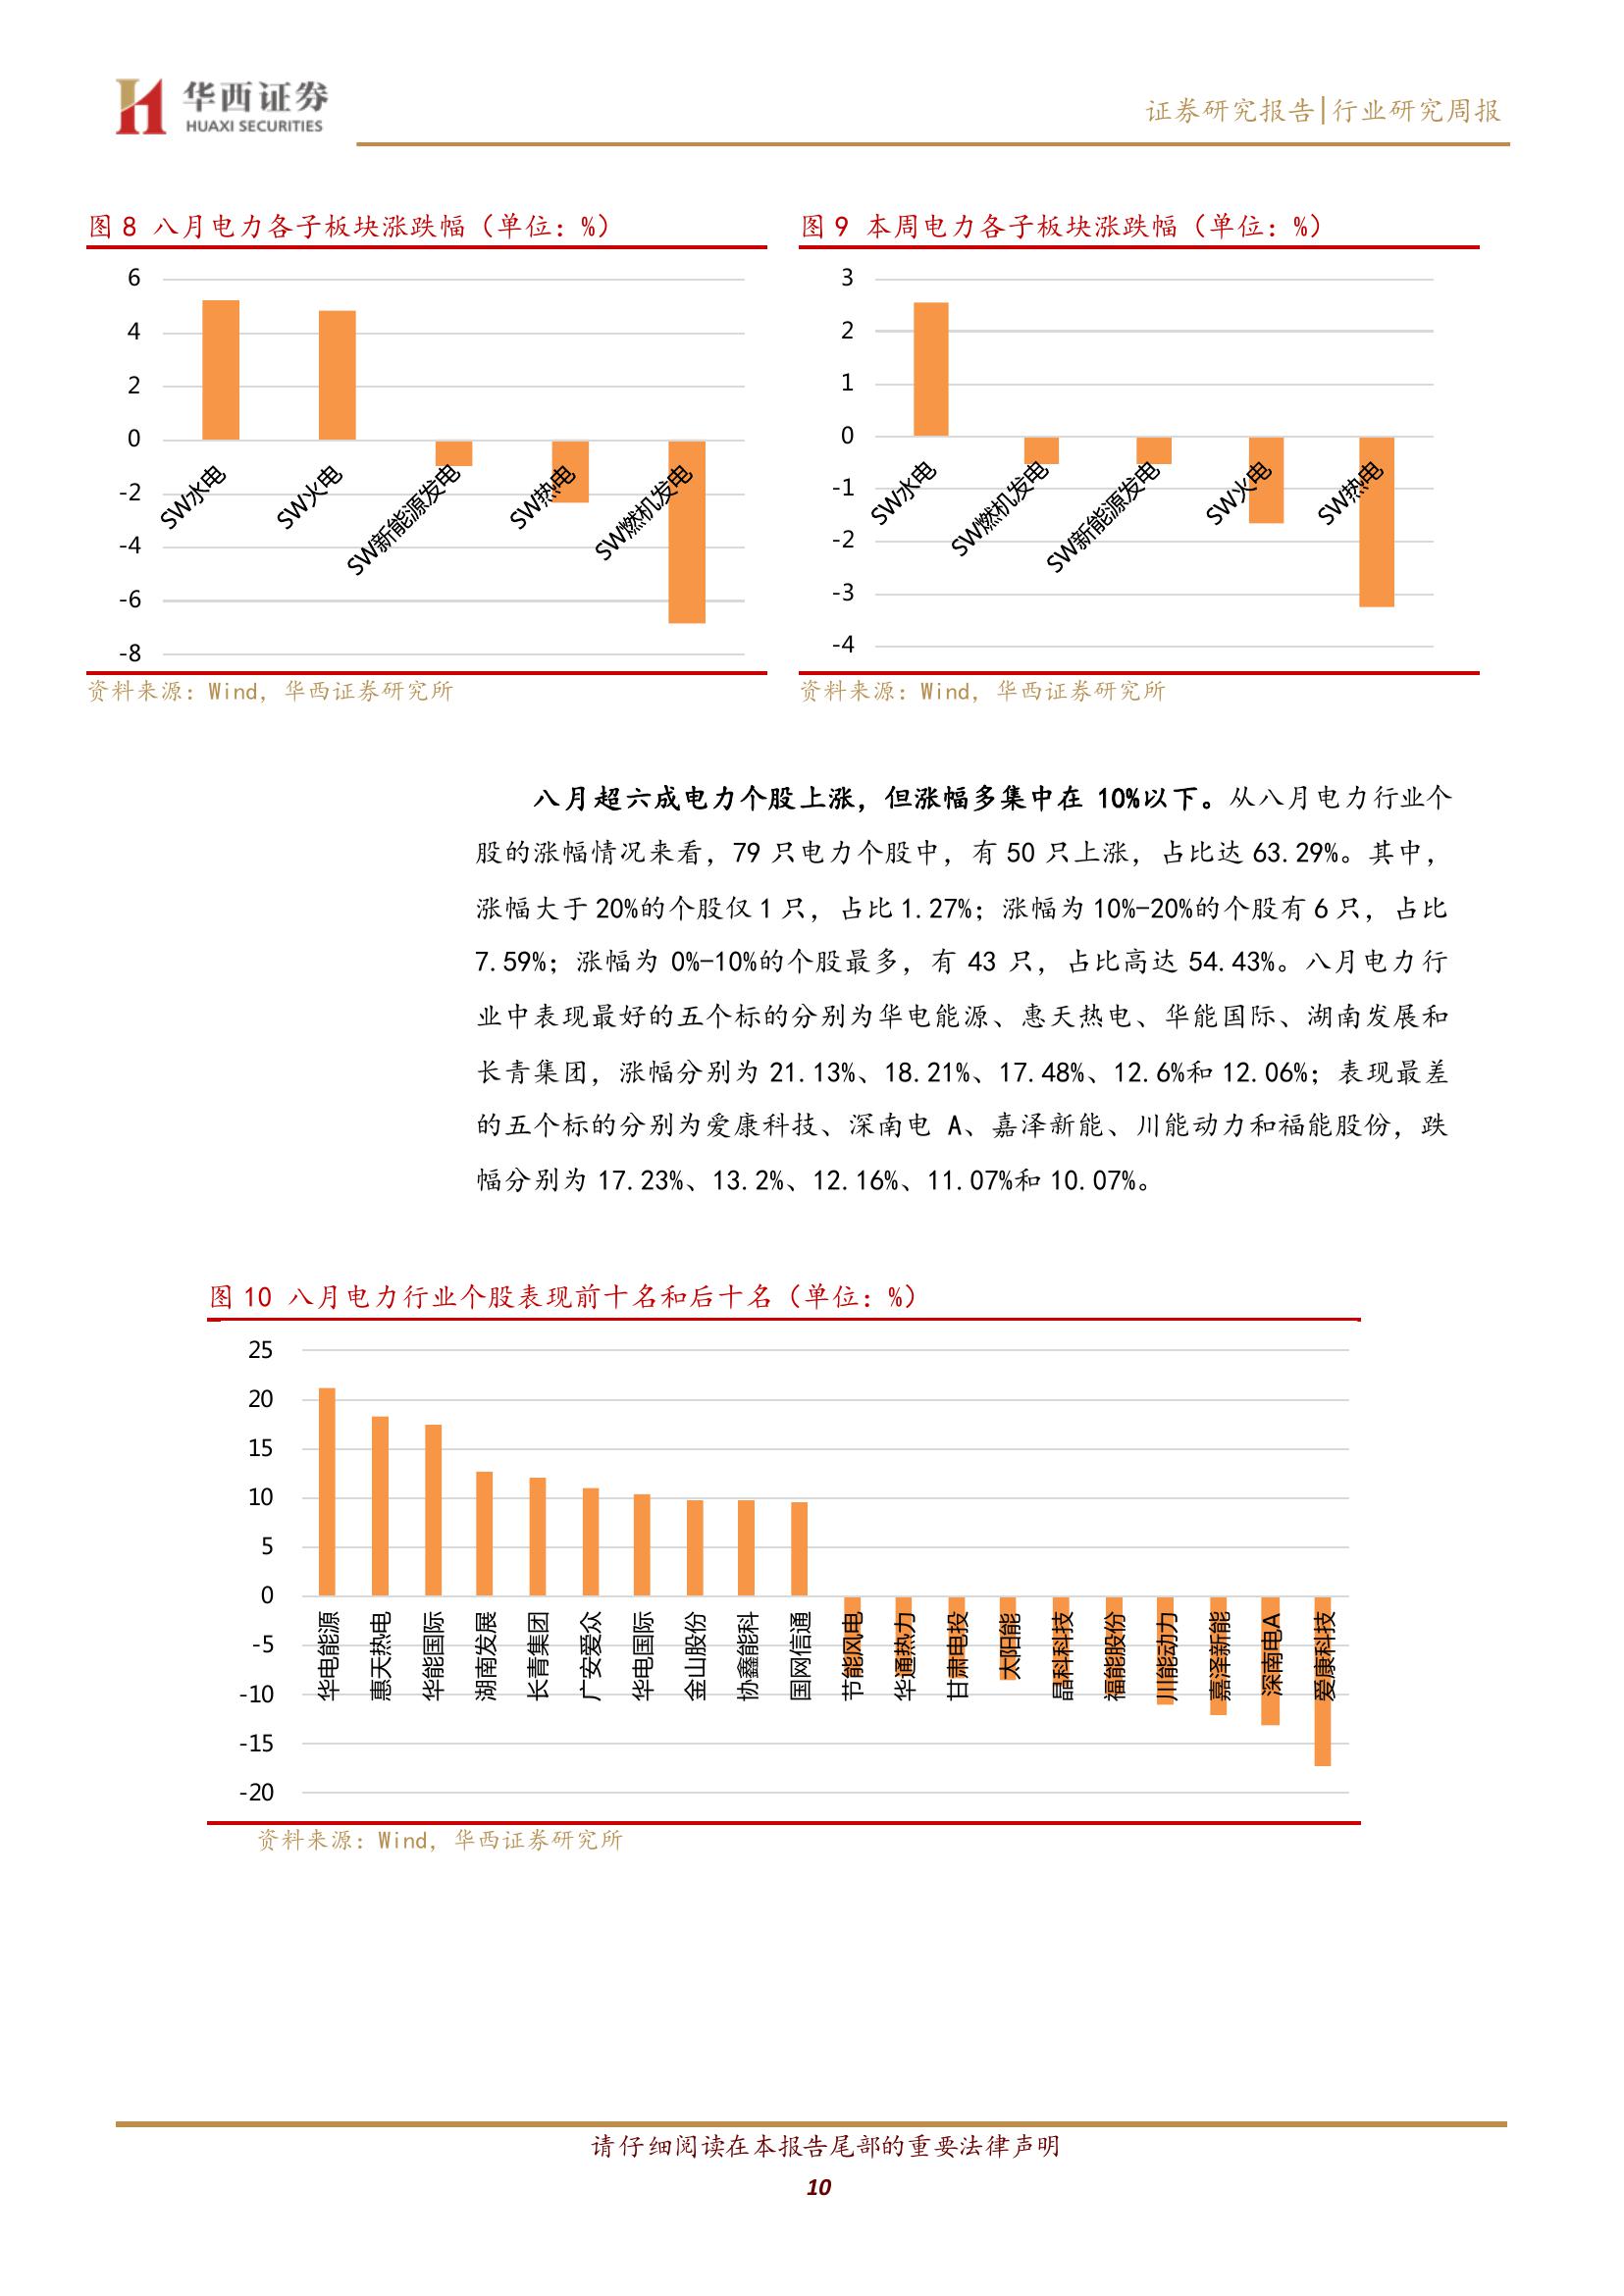 华西证券
HUAXI SECURITIES
证券研究报告|行业研究周报
图 8 八月电力各子板块涨跌幅（单位：%）
6
4
2
0
-2
-4
-6
-8
SW水电
SW火电
SW新能源发电
SW热电
SW燃机发电
资料来源：Wind，华西证券研究所
图 9 本周电力各子板块涨跌幅（单位：%）
3
2
1
0
-1
-2
-3
-4
SW水电
SW燃机发电
SW新能源发电
SW火电
SW热电
资料来源：Wind，华西证券研究所
八月超六成电力个股上涨，但涨幅多集中在 10%以下。从八月电力行业个
股的涨幅情况来看，79 只电力个股中，有 50 只上涨，占比达 63.29%。其中，
涨幅大于 20%的个股仅 1 只，占比 1.27%；涨幅为 10%-20%的个股有 6 只，占比
7.59%；涨幅为 0%-10%的个股最多，有 43 只，占比高达 54.43%。八月电力行
业中表现最好的五个标的分别为华电能源、惠天热电、华能国际、湖南发展和
长青集团，涨幅分别为 21.13%、18.21%、17.48%、12.6%和 12.06%；表现最差
的五个标的分别为爱康科技、深南电 A、嘉泽新能、川能动力和福能股份，跌
幅分别为 17.23%、13.2%、12.16%、11.07%和 10.07%。
图 10 八月电力行业个股表现前十名和后十名（单位：%）
25
20
15
10
5
0
-5
-10
-15
-20
华电能源
惠天热电
华能国际
湖南发展
长青集团
广安爱众
华电国际
金山股份
协鑫能科
国网信通
节能风电
华通热力
甘肃电投
太阳能
晶科科技
福能股份
川能动力
嘉泽新能
深南电A
爱康科技
资料来源：Wind，华西证券研究所
请仔细阅读在本报告尾部的重要法律声明
10